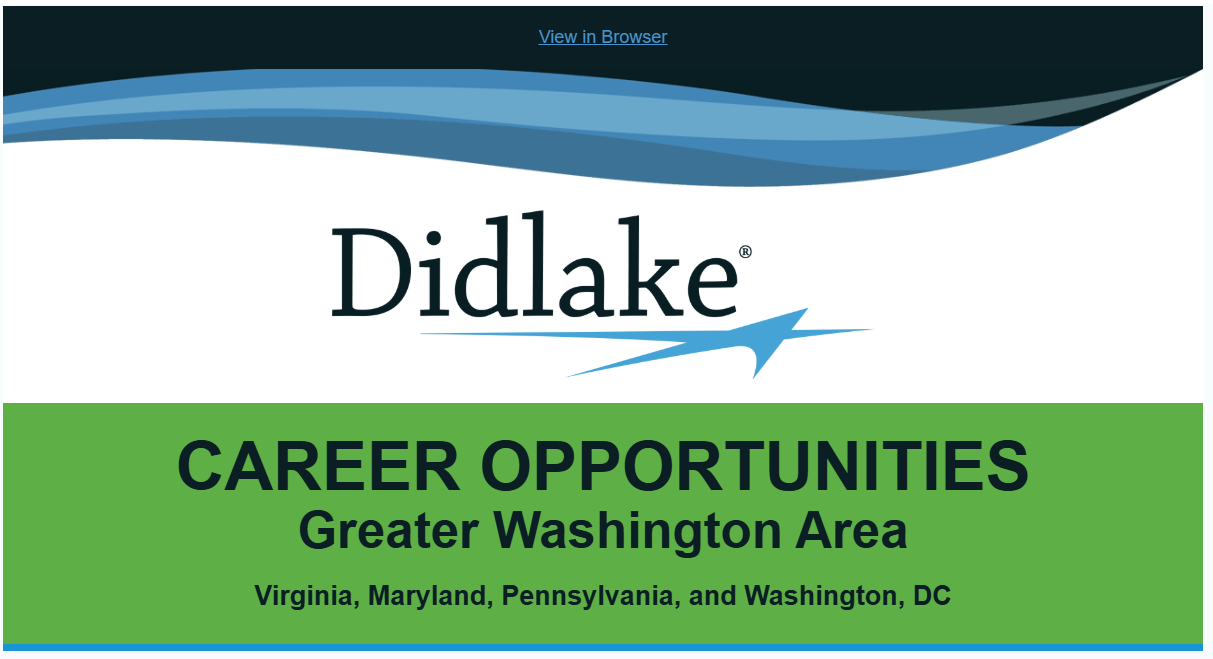 View in Browser
Didlake®
CAREER OPPORTUNITIES
Greater Washington Area
Virginia, Maryland, Pennsylvania, and Washington, DC